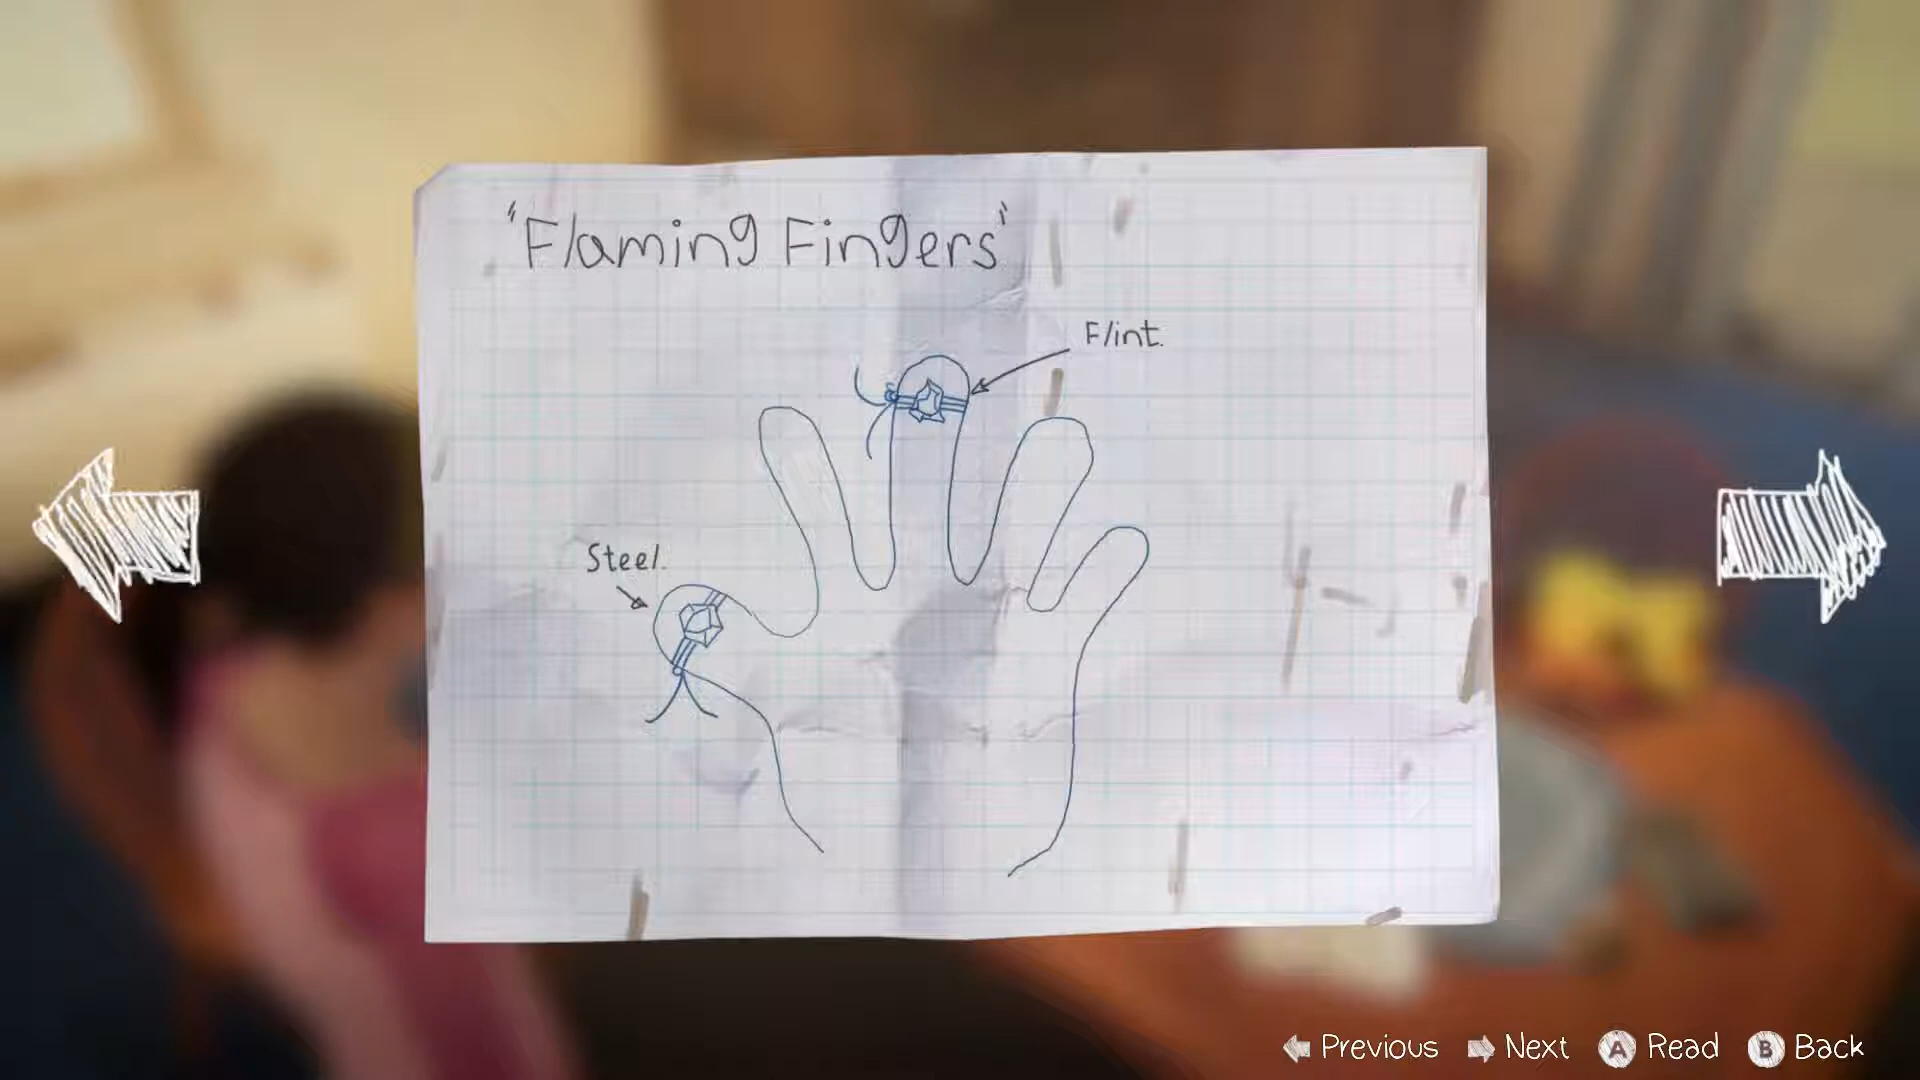 "Flaming Fingers"
Flint.
Steel.
Previous
Next
A Read
B Back